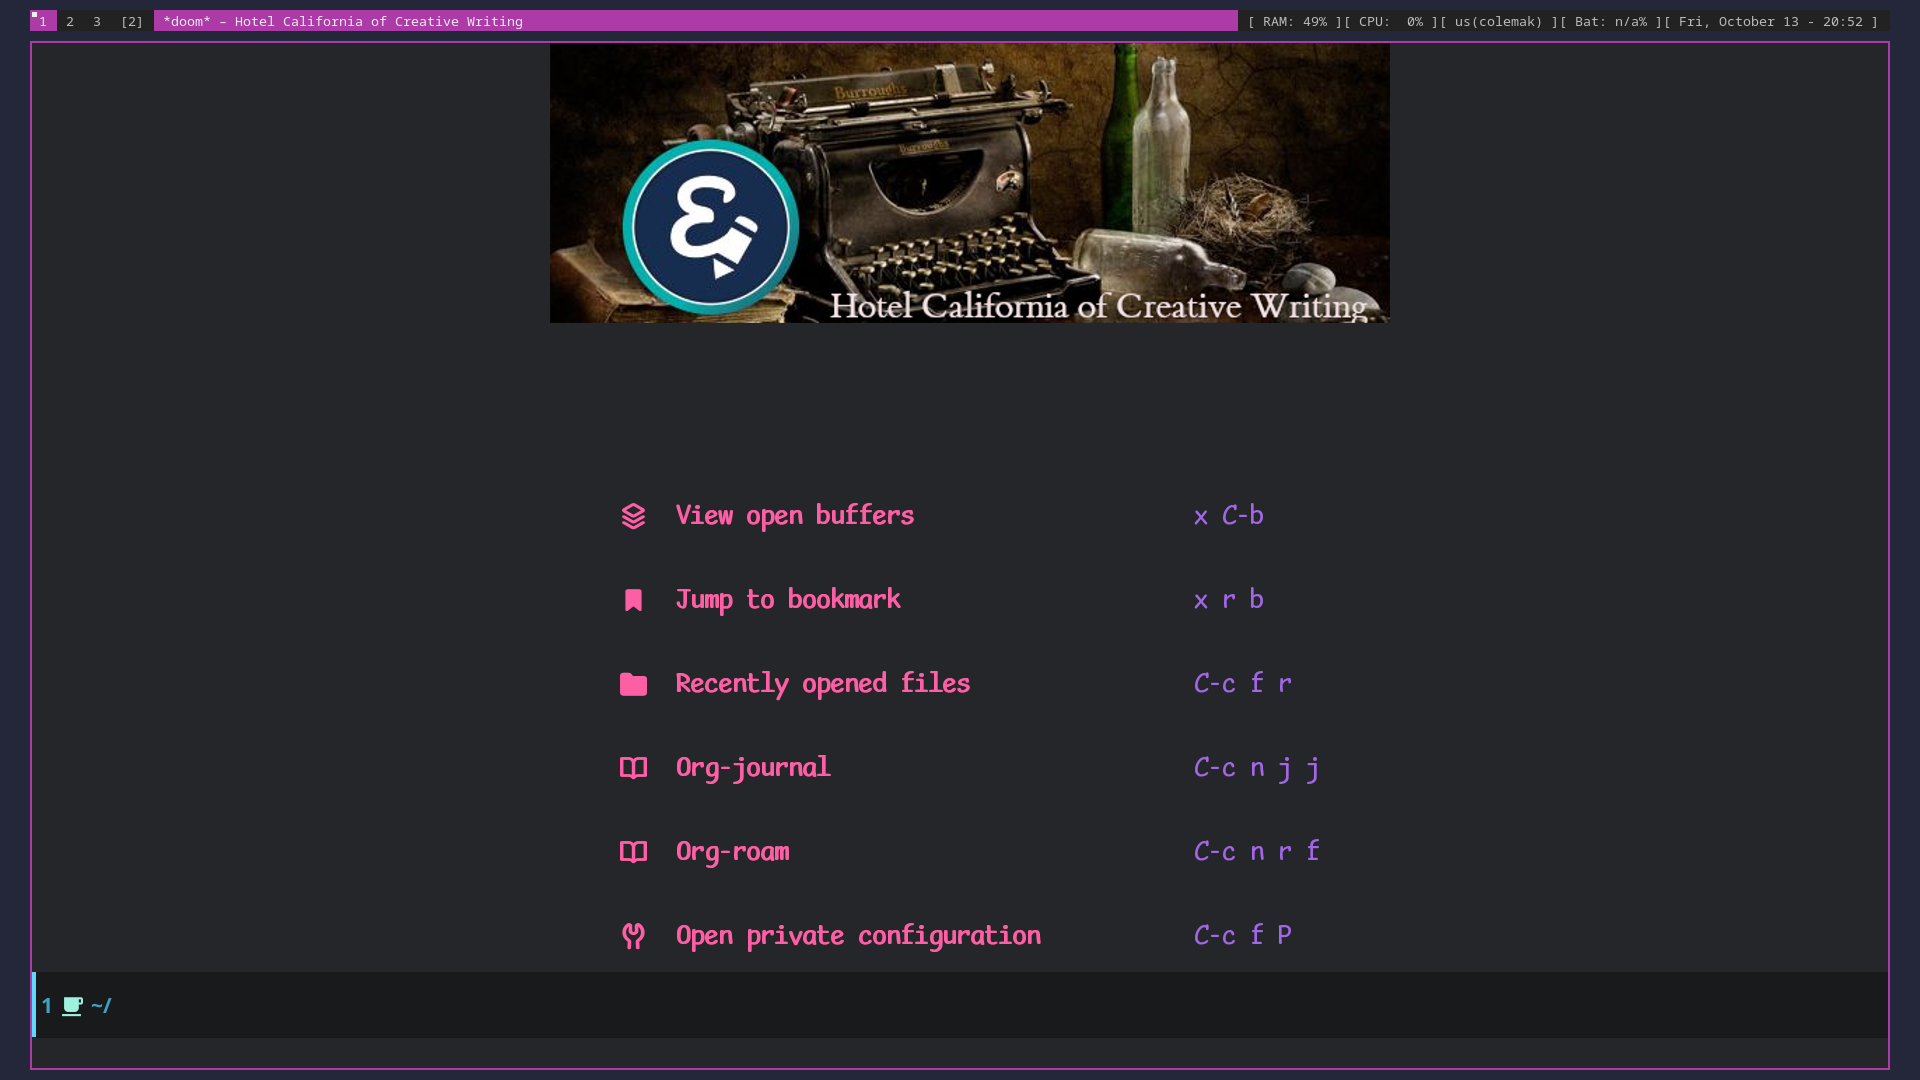 1 2 3 [2] *doom* – Hotel California of Creative Writing [ RAM: 49% ][ CPU: 0% ][ us(colemak) ][ Bat: n/a% ][ Fri, October 13 - 20:52 ]
Burroughs
Burroughs
Hotel California of Creative Writing
View open buffers x C-b
Jump to bookmark x r b
Recently opened files C-c f r
Org-journal C-c n j j
Org-roam C-c n r f
Open private configuration C-c f P
1 ~/